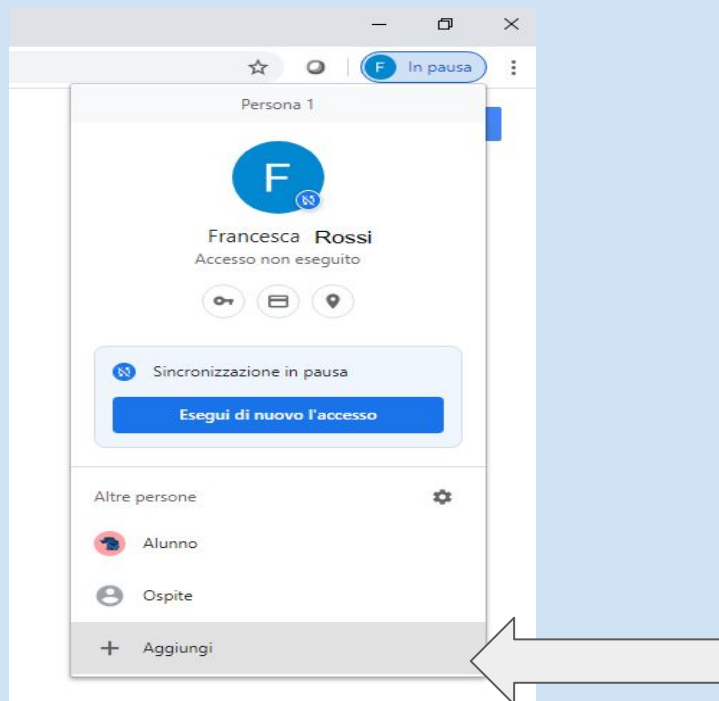 F In pausa
Persona 1
F
Francesca Rossi
Accesso non eseguito
Sincronizzazione in pausa
Esegui di nuovo l'accesso
Altre persone
Alunno
Ospite
+ Aggiungi